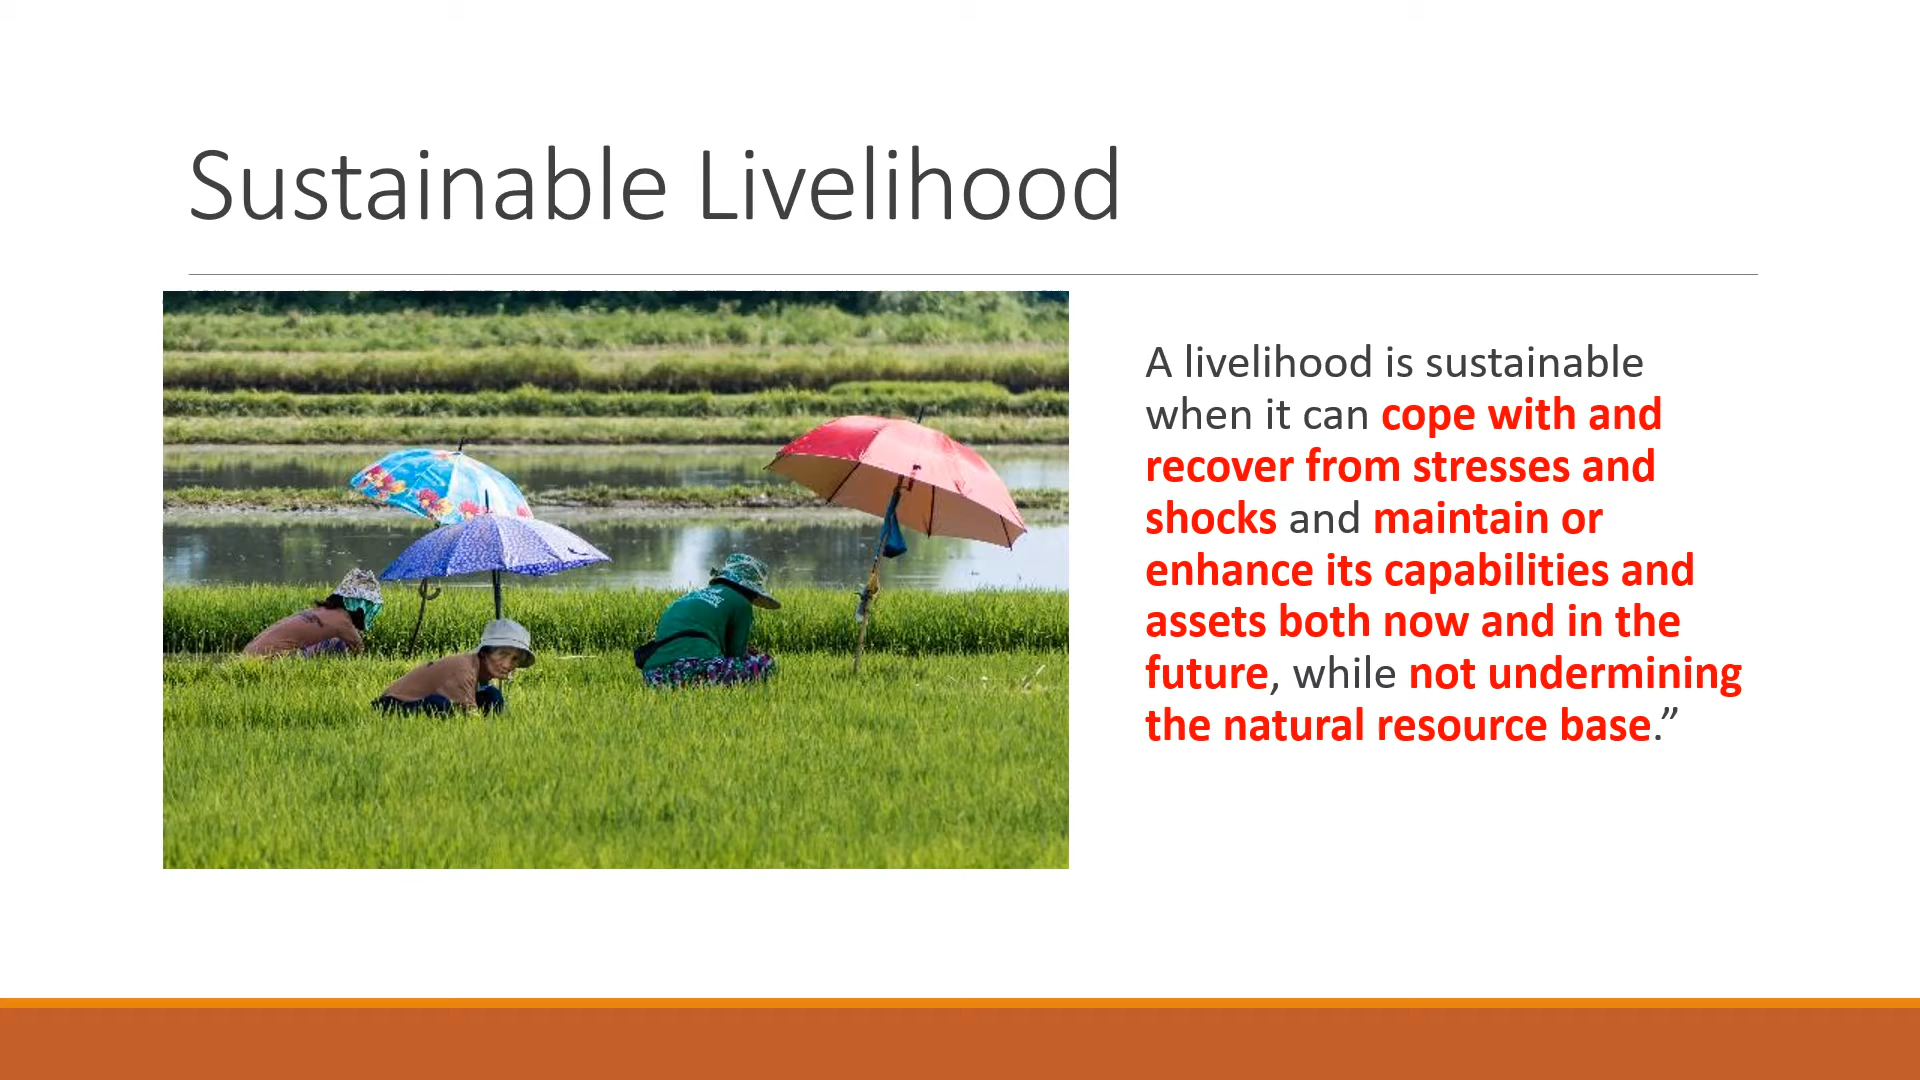 Sustainable Livelihood
A livelihood is sustainable
when it can cope with and
recover from stresses and
shocks and maintain or
enhance its capabilities and
assets both now and in the
future, while not undermining
the natural resource base.”